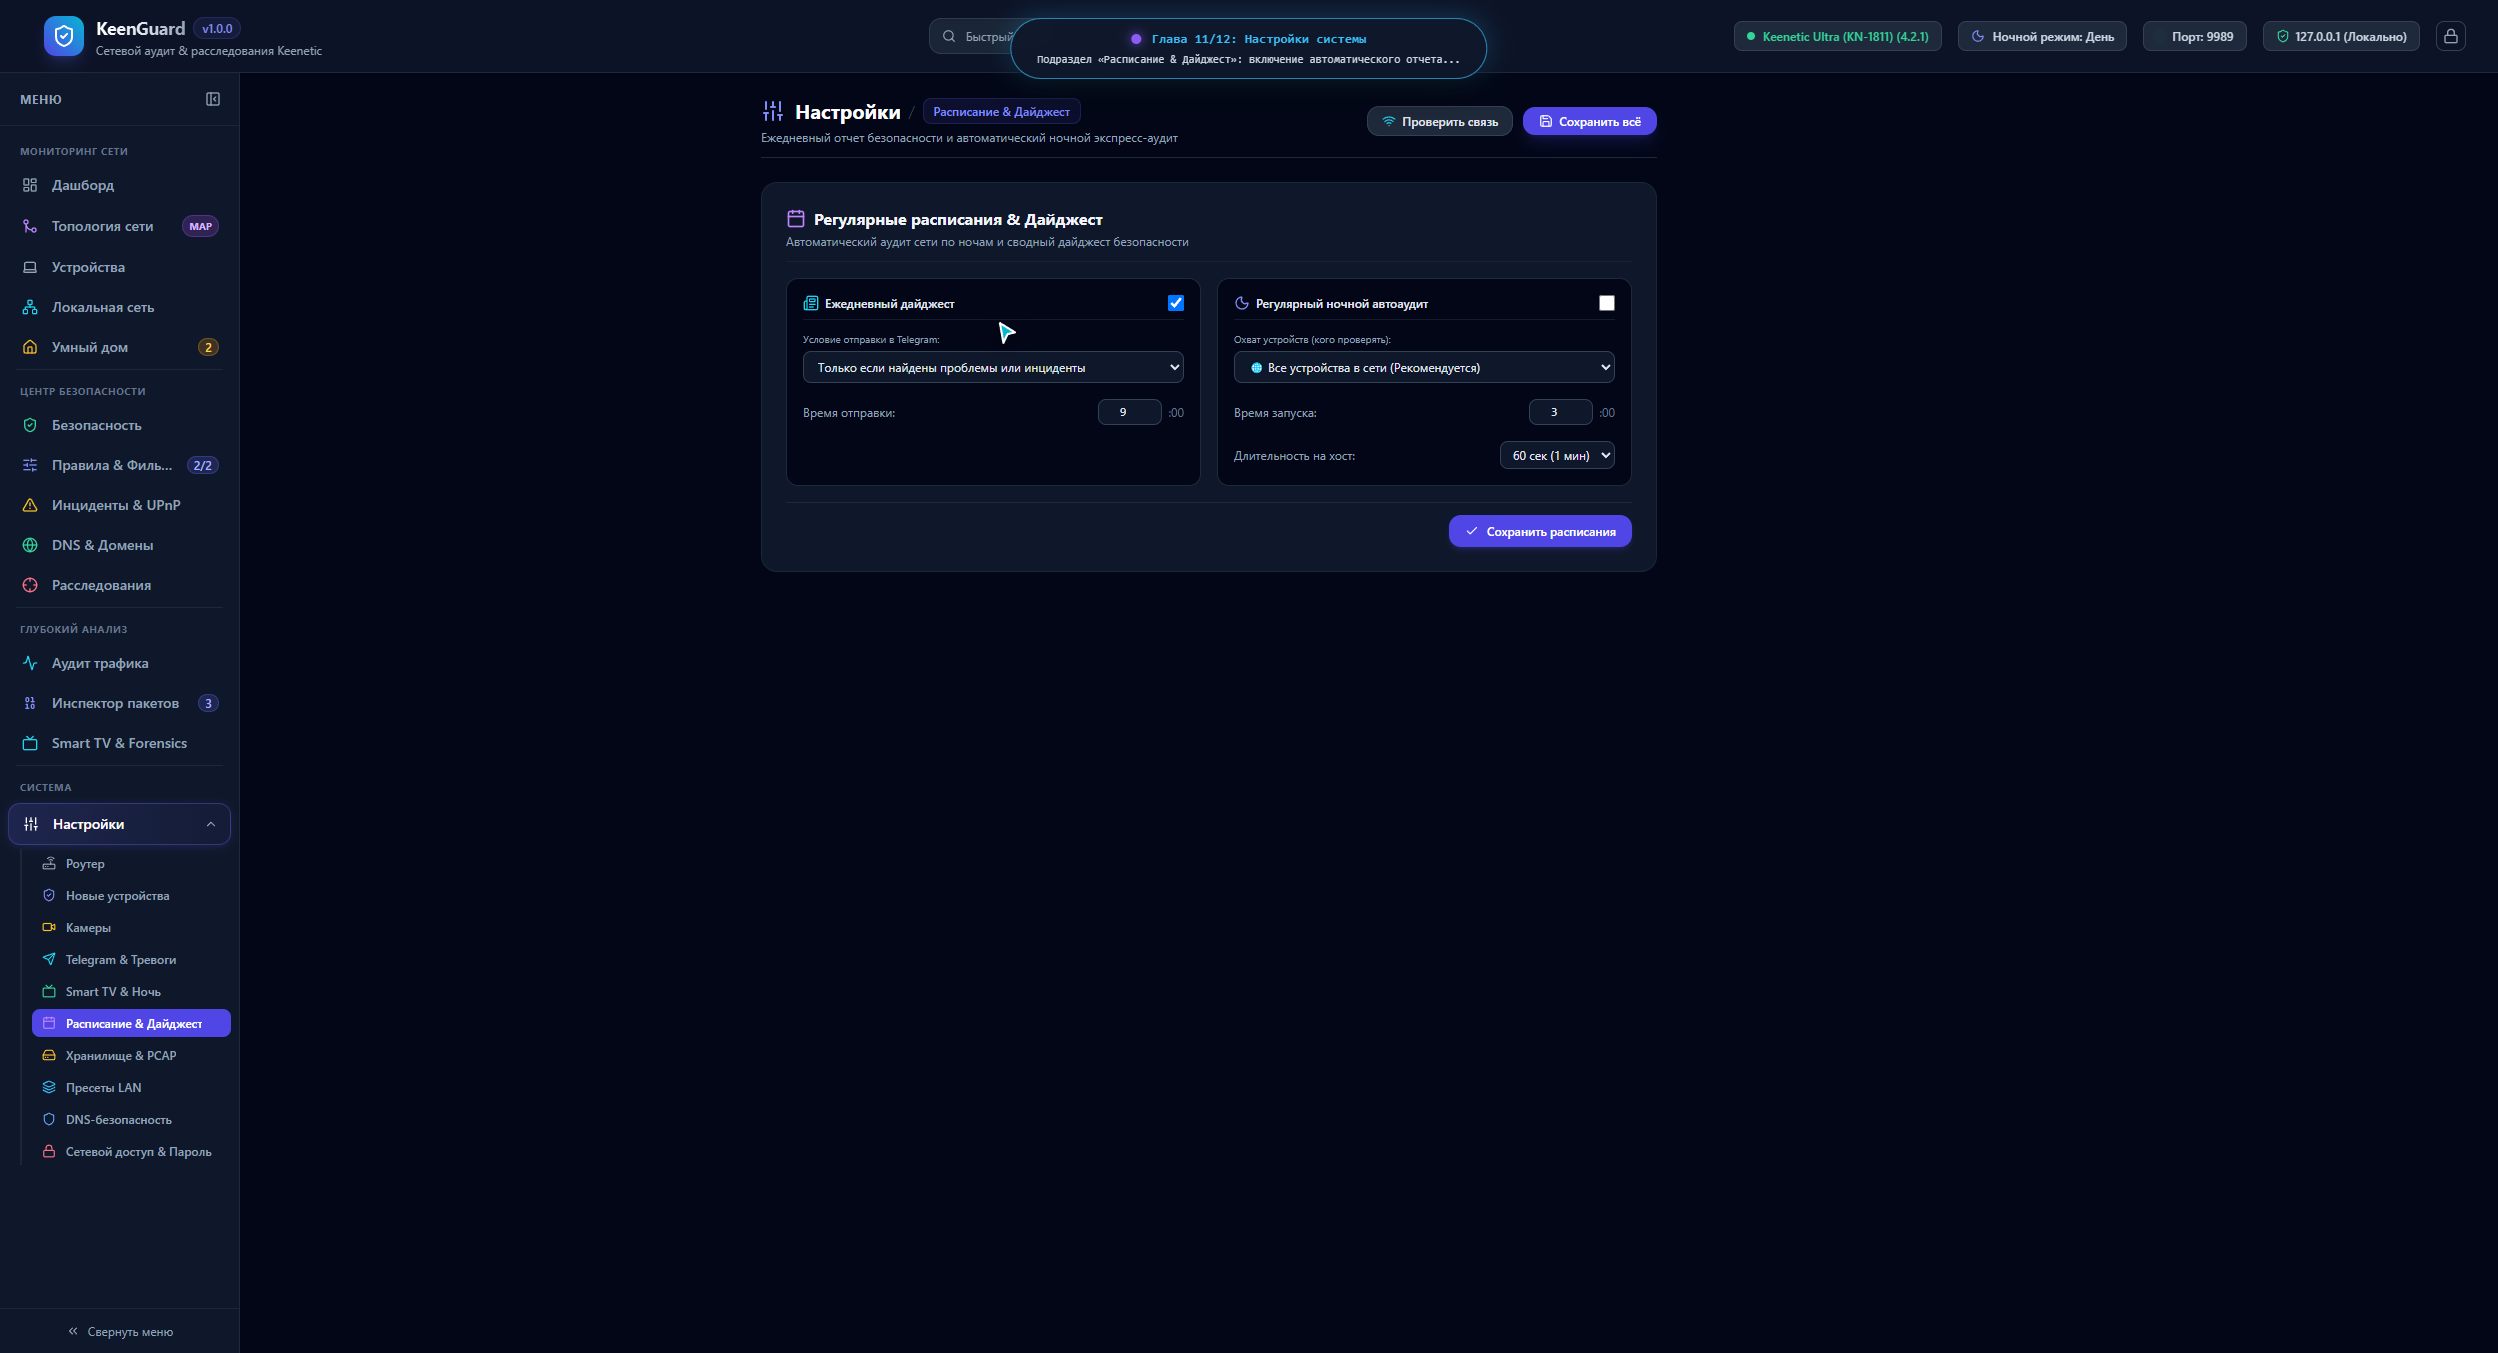 KeenGuard v1.0.0
Сетевой аудит & расследования Keenetic
Быстрый
Глава 11/12: Настройки системы
Подраздел «Расписание & Дайджест»: включение автоматического отчета...
Keenetic Ultra (KN-1811) (4.2.1)
Ночной режим: День
Порт: 9989
127.0.0.1 (Локально)
МЕНЮ
МОНИТОРИНГ СЕТИ
Дашборд
Топология сети MAP
Устройства
Локальная сеть
Умный дом 2
ЦЕНТР БЕЗОПАСНОСТИ
Безопасность
Правила & Филь... 2/2
Инциденты & UPnP
DNS & Домены
Расследования
ГЛУБОКИЙ АНАЛИЗ
Аудит трафика
Инспектор пакетов 3
Smart TV & Forensics
СИСТЕМА
Настройки
Роутер
Новые устройства
Камеры
Telegram & Тревоги
Smart TV & Ночь
Расписание & Дайджест
Хранилище & PCAP
Пресеты LAN
DNS-безопасность
Сетевой доступ & Пароль
Свернуть меню
Настройки / Расписание & Дайджест
Ежедневный отчет безопасности и автоматический ночной экспресс-аудит
Проверить связь
Сохранить всё
Регулярные расписания & Дайджест
Автоматический аудит сети по ночам и сводный дайджест безопасности
Ежедневный дайджест
Условие отправки в Telegram:
Только если найдены проблемы или инциденты
Время отправки: 9 :00
Регулярный ночной автоаудит
Охват устройств (кого проверять):
Все устройства в сети (Рекомендуется)
Время запуска: 3 :00
Длительность на хост: 60 сек (1 мин)
Сохранить расписания